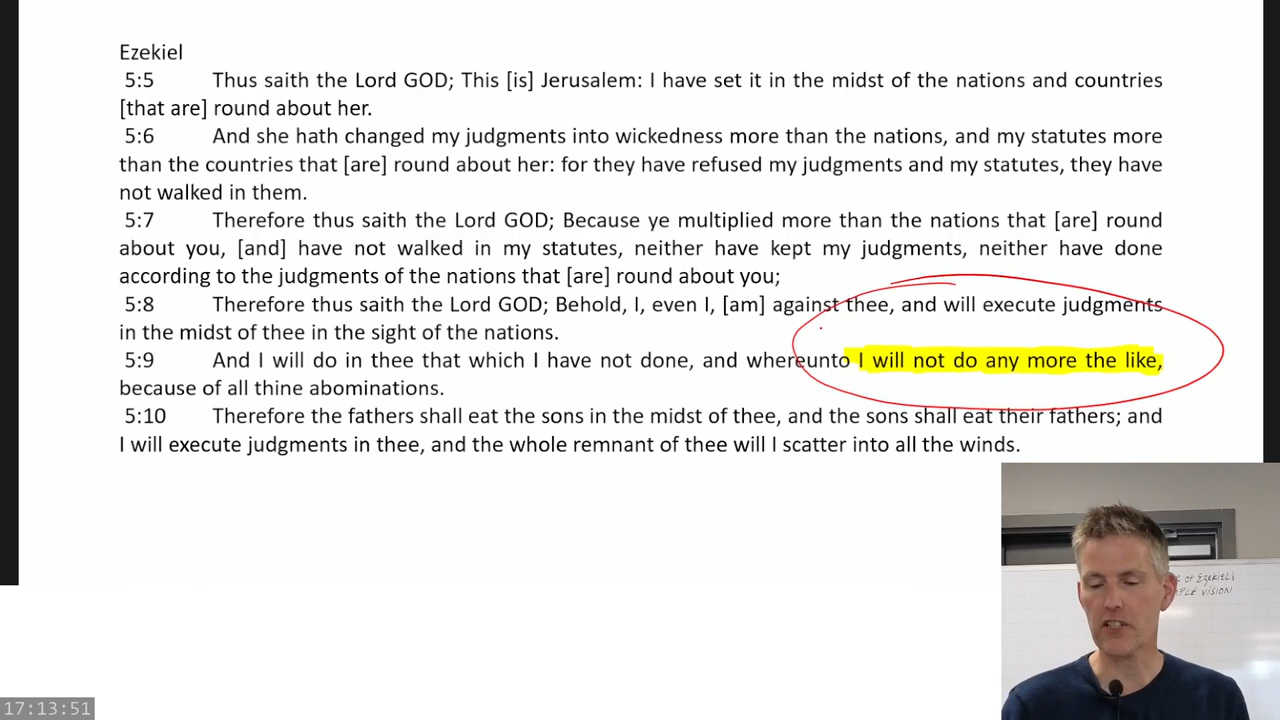 Ezekiel
5:5 Thus saith the Lord GOD; This [is] Jerusalem: I have set it in the midst of the nations and countries
[that are] round about her.
5:6 And she hath changed my judgments into wickedness more than the nations, and my statutes more
than the countries that [are] round about her: for they have refused my judgments and my statutes, they have
not walked in them.
5:7 Therefore thus saith the Lord GOD; Because ye multiplied more than the nations that [are] round
about you, [and] have not walked in my statutes, neither have kept my judgments, neither have done
according to the judgments of the nations that [are] round about you;
5:8 Therefore thus saith the Lord GOD; Behold, I, even I, [am] against thee, and will execute judgments
in the midst of thee in the sight of the nations.
5:9 And I will do in thee that which I have not done, and whereunto I will not do any more the like,
because of all thine abominations.
5:10 Therefore the fathers shall eat the sons in the midst of thee, and the sons shall eat their fathers; and
I will execute judgments in thee, and the whole remnant of thee will I scatter into all the winds.
OF EZEKIEL'S
VISION
17:13:51